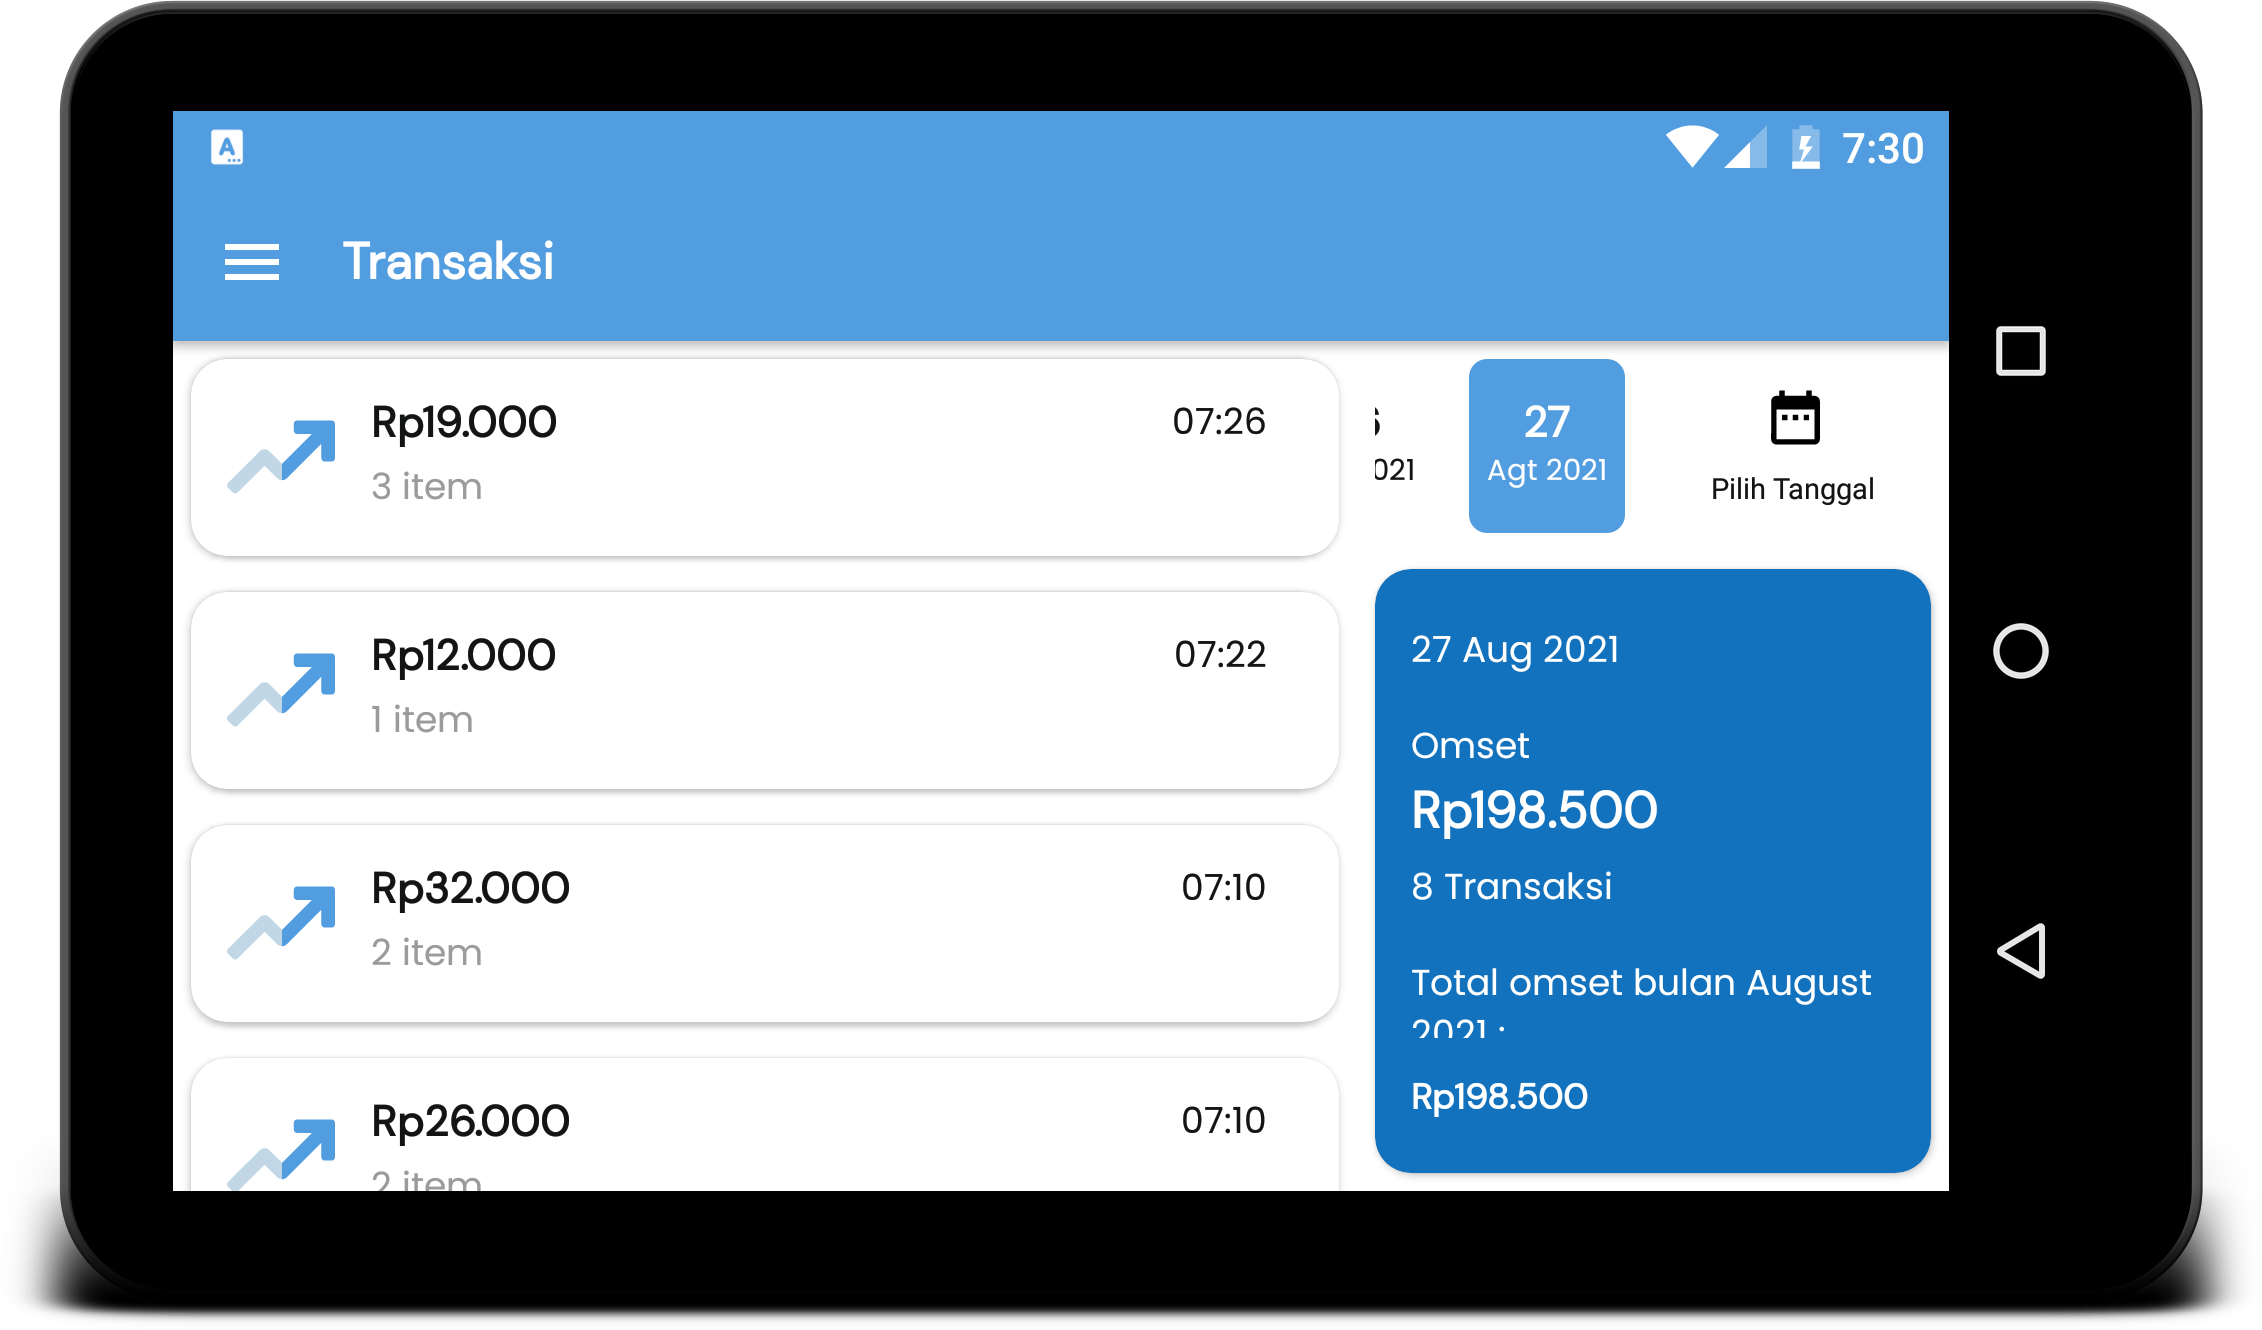 A
7:30
Transaksi
Rp19.000
07:26
3 item
Rp12.000
07:22
1 item
Rp32.000
07:10
2 item
Rp26.000
07:10
2 item
021
27
Agt 2021
Pilih Tanggal
27 Aug 2021
Omset
Rp198.500
8 Transaksi
Total omset bulan August
2021 :
Rp198.500